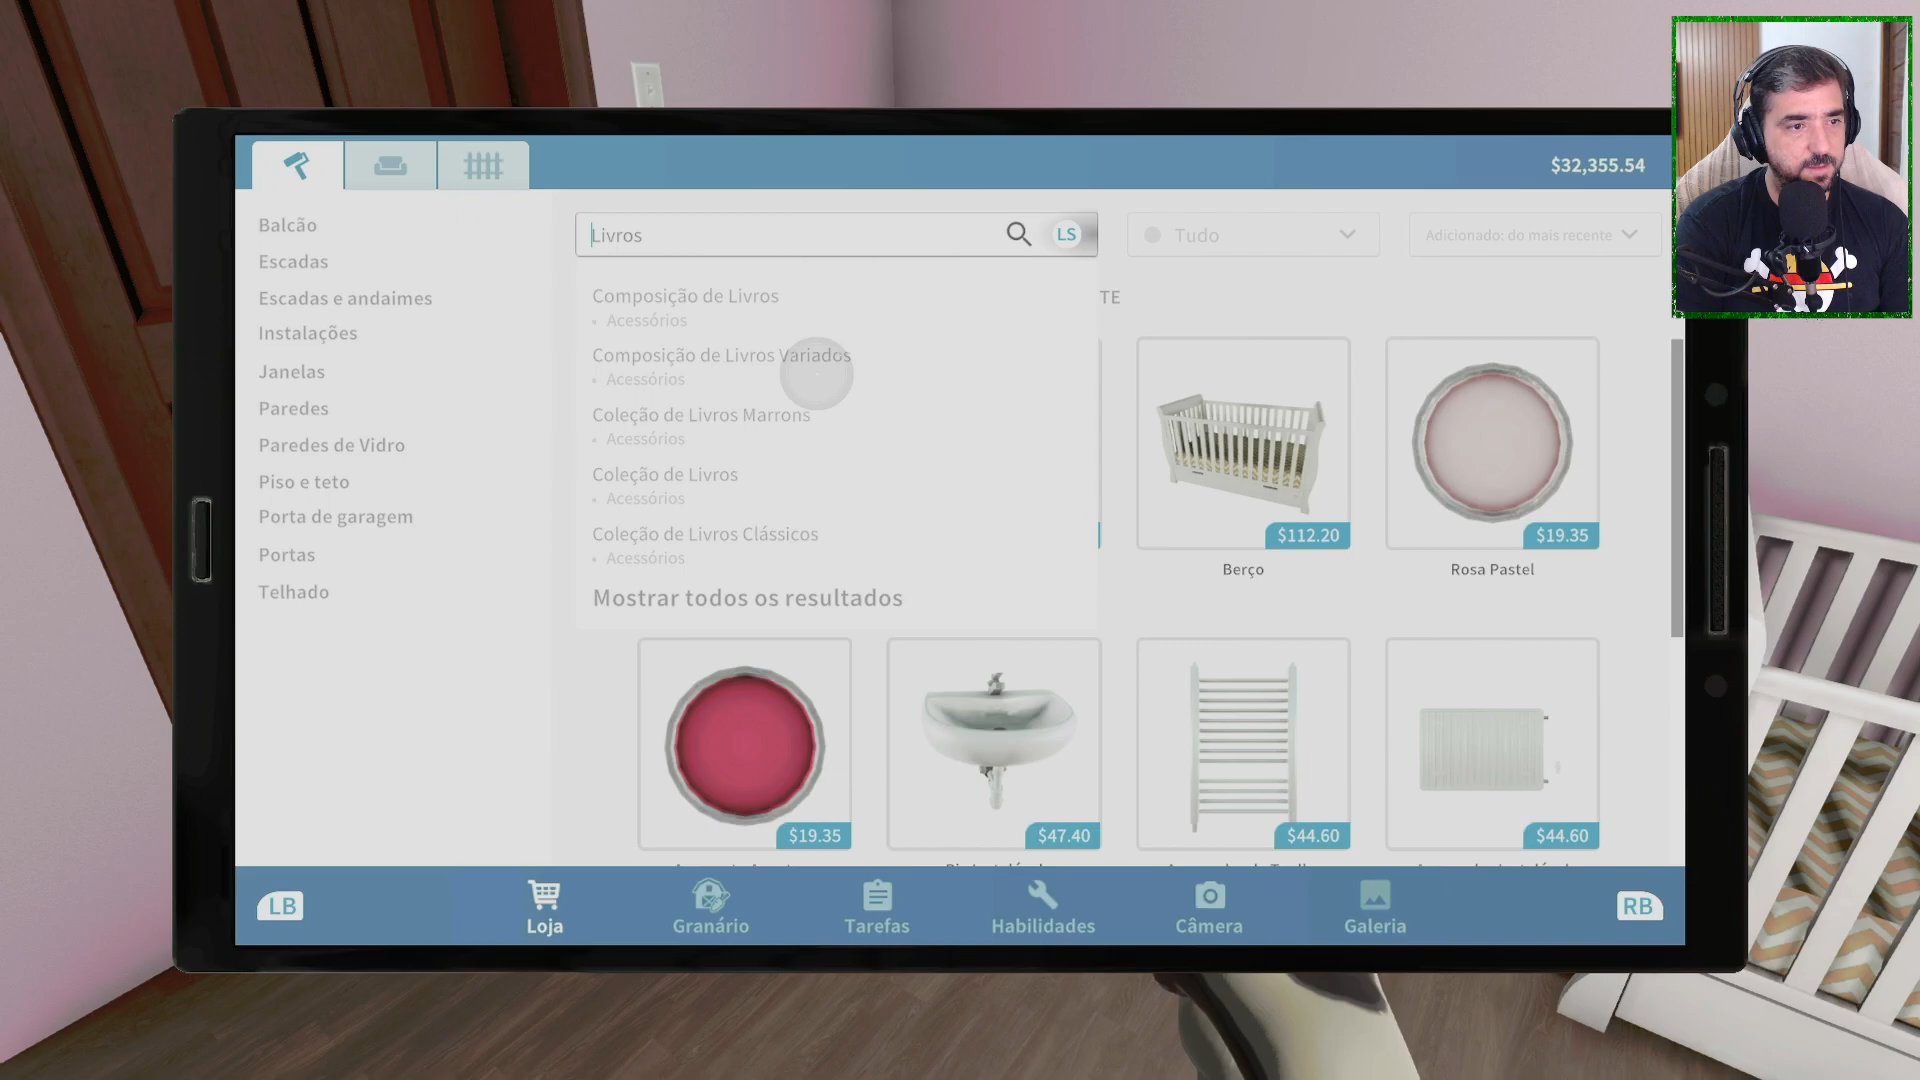 $32,355.54
Balcão
Escadas
Escadas e andaimes
Instalações
Janelas
Paredes
Paredes de Vidro
Piso e teto
Porta de garagem
Portas
Telhado
Livros
LS
Tudo
Adicionado: do mais recente
Composição de Livros
• Acessórios
Composição de Livros Variados
• Acessórios
Coleção de Livros Marrons
• Acessórios
Coleção de Livros
• Acessórios
Coleção de Livros Clássicos
• Acessórios
Mostrar todos os resultados
TE
$112.20
$19.35
Berço
Rosa Pastel
$19.35
$47.40
$44.60
$44.60
LB
Loja
Granário
Tarefas
Habilidades
Câmera
Galeria
RB